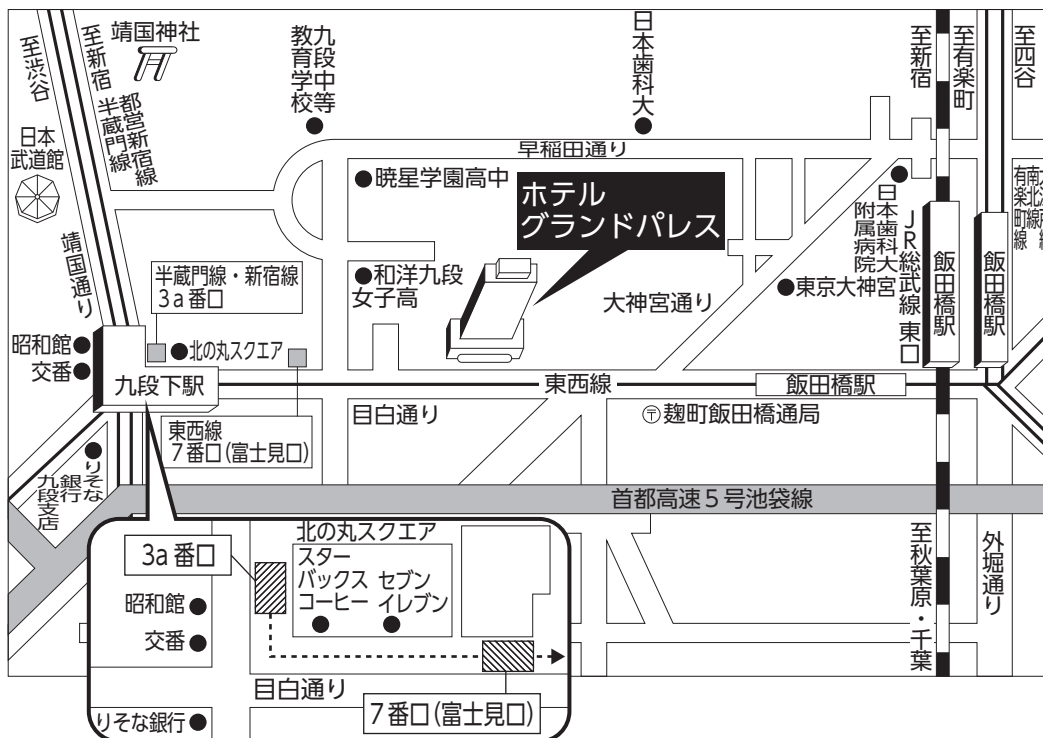 至渋谷
至新宿
半蔵門線
都営新宿線
靖国神社
九段中等
教育学校
日本歯科大
至新宿
至有楽町
至四谷
日本
武道館
早稲田通り
暁星学園高中
ホテル
グランドパレス
日本歯科大
附属病院
JR総武線 東口
飯田橋駅
飯田橋駅
南北線
有楽町線
靖国通り
半蔵門線・新宿線
3a番口
和洋九段
女子高
大神宮通り
東京大神宮
昭和館
交番
北の丸スクエア
九段下駅
東西線
飯田橋駅
目白通り
〒麹町飯田橋通局
東西線
7番口(富士見口)
りそな
銀行
九段支店
首都高速5号池袋線
至秋葉原・千葉
外堀通り
3a番口
北の丸スクエア
スター
バックス
コーヒー
セブン
イレブン
昭和館
交番
目白通り
7番口(富士見口)
りそな銀行